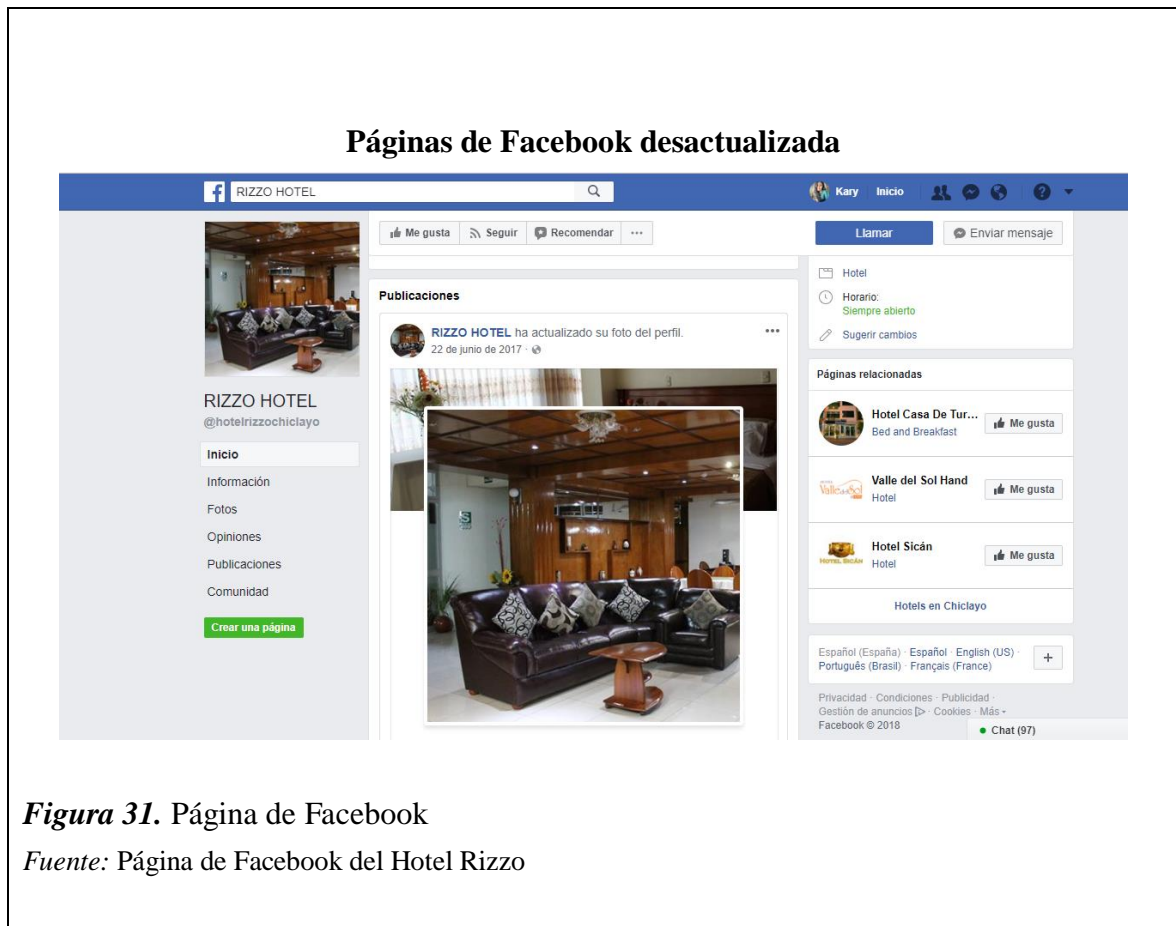 Páginas de Facebook desactualizada
RIZZO HOTEL
Kary Inicio
RIZZO HOTEL
@hotelrizzochiclayo
Inicio
Información
Fotos
Opiniones
Publicaciones
Comunidad
Crear una página
Me gusta Seguir Recomendar ...
Publicaciones
RIZZO HOTEL ha actualizado su foto del perfil.
22 de junio de 2017 ·
Llamar Enviar mensaje
Hotel
Horario:
Siempre abierto
Sugerir cambios
Páginas relacionadas
Hotel Casa De Tur...
Bed and Breakfast
Me gusta
Valle del Sol
Valle del Sol Hand
Hotel
Me gusta
HOTEL SICÁN
Hotel Sicán
Hotel
Me gusta
Hotels en Chiclayo
Español (España) · Español · English (US) ·
Português (Brasil) · Français (France)
+
Privacidad · Condiciones · Publicidad ·
Gestión de anuncios · Cookies · Más
Facebook © 2018
Chat (97)
Figura 31. Página de Facebook
Fuente: Página de Facebook del Hotel Rizzo